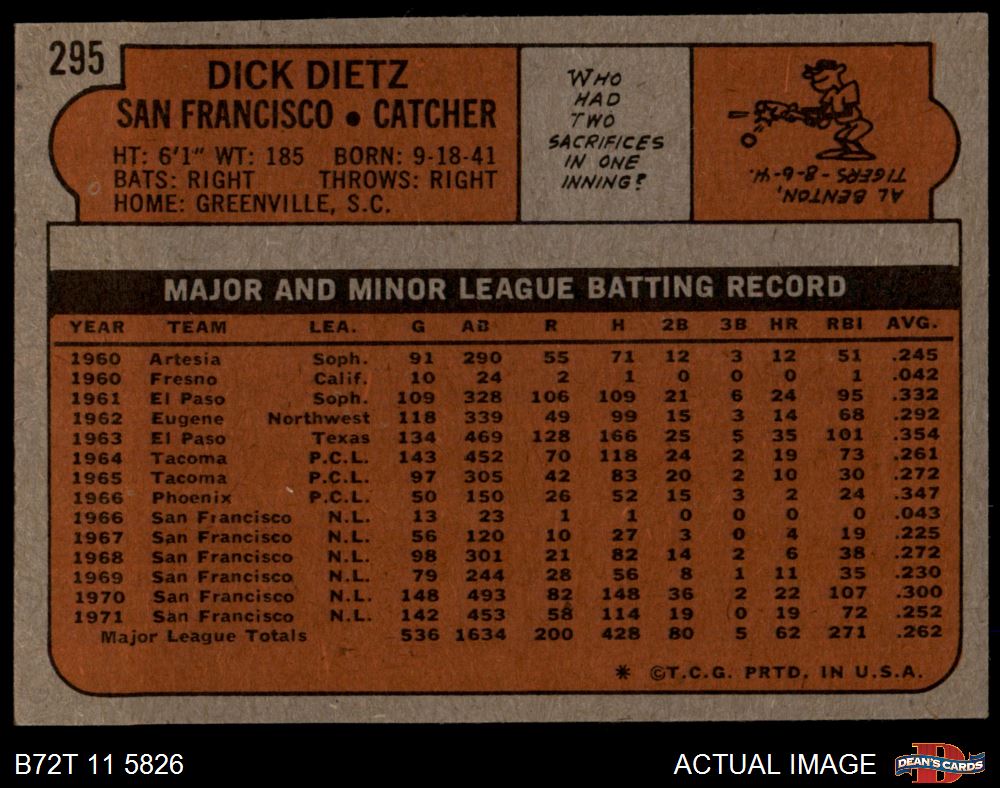 295
DICK DIETZ
SAN FRANCISCO • CATCHER
HT: 6'1" WT: 185 BORN: 9-18-41
BATS: RIGHT THROWS: RIGHT
HOME: GREENVILLE, S.C.
WHO
HAD
TWO
SACRIFICES
IN ONE
INNING?
AL BENTON,
TIGERS - 8-6-41.
MAJOR AND MINOR LEAGUE BATTING RECORD
YEAR TEAM LEA. G AB R H 2B 3B HR RBI AVG.
1960 Artesia Soph. 91 290 55 71 12 3 12 51 .245
1960 Fresno Calif. 10 24 2 1 0 0 0 1 .042
1961 El Paso Soph. 109 328 106 109 21 6 24 95 .332
1962 Eugene Northwest 118 339 49 99 15 3 14 68 .292
1963 El Paso Texas 134 469 128 166 25 5 35 101 .354
1964 Tacoma P.C.L. 143 452 70 118 24 2 19 73 .261
1965 Tacoma P.C.L. 97 305 42 83 20 2 10 30 .272
1966 Phoenix P.C.L. 50 150 26 52 15 3 2 24 .347
1966 San Francisco N.L. 13 23 1 1 0 0 0 0 .043
1967 San Francisco N.L. 56 120 10 27 3 0 4 19 .225
1968 San Francisco N.L. 98 301 21 82 14 2 6 38 .272
1969 San Francisco N.L. 79 244 28 56 8 1 11 35 .230
1970 San Francisco N.L. 148 493 82 148 36 2 22 107 .300
1971 San Francisco N.L. 142 453 58 114 19 0 19 72 .252
Major League Totals 536 1634 200 428 80 5 62 271 .262
* ©T.C.G. PRTD. IN U.S.A.
B72T 11 5826
ACTUAL IMAGE
D
DEAN'S CARDS